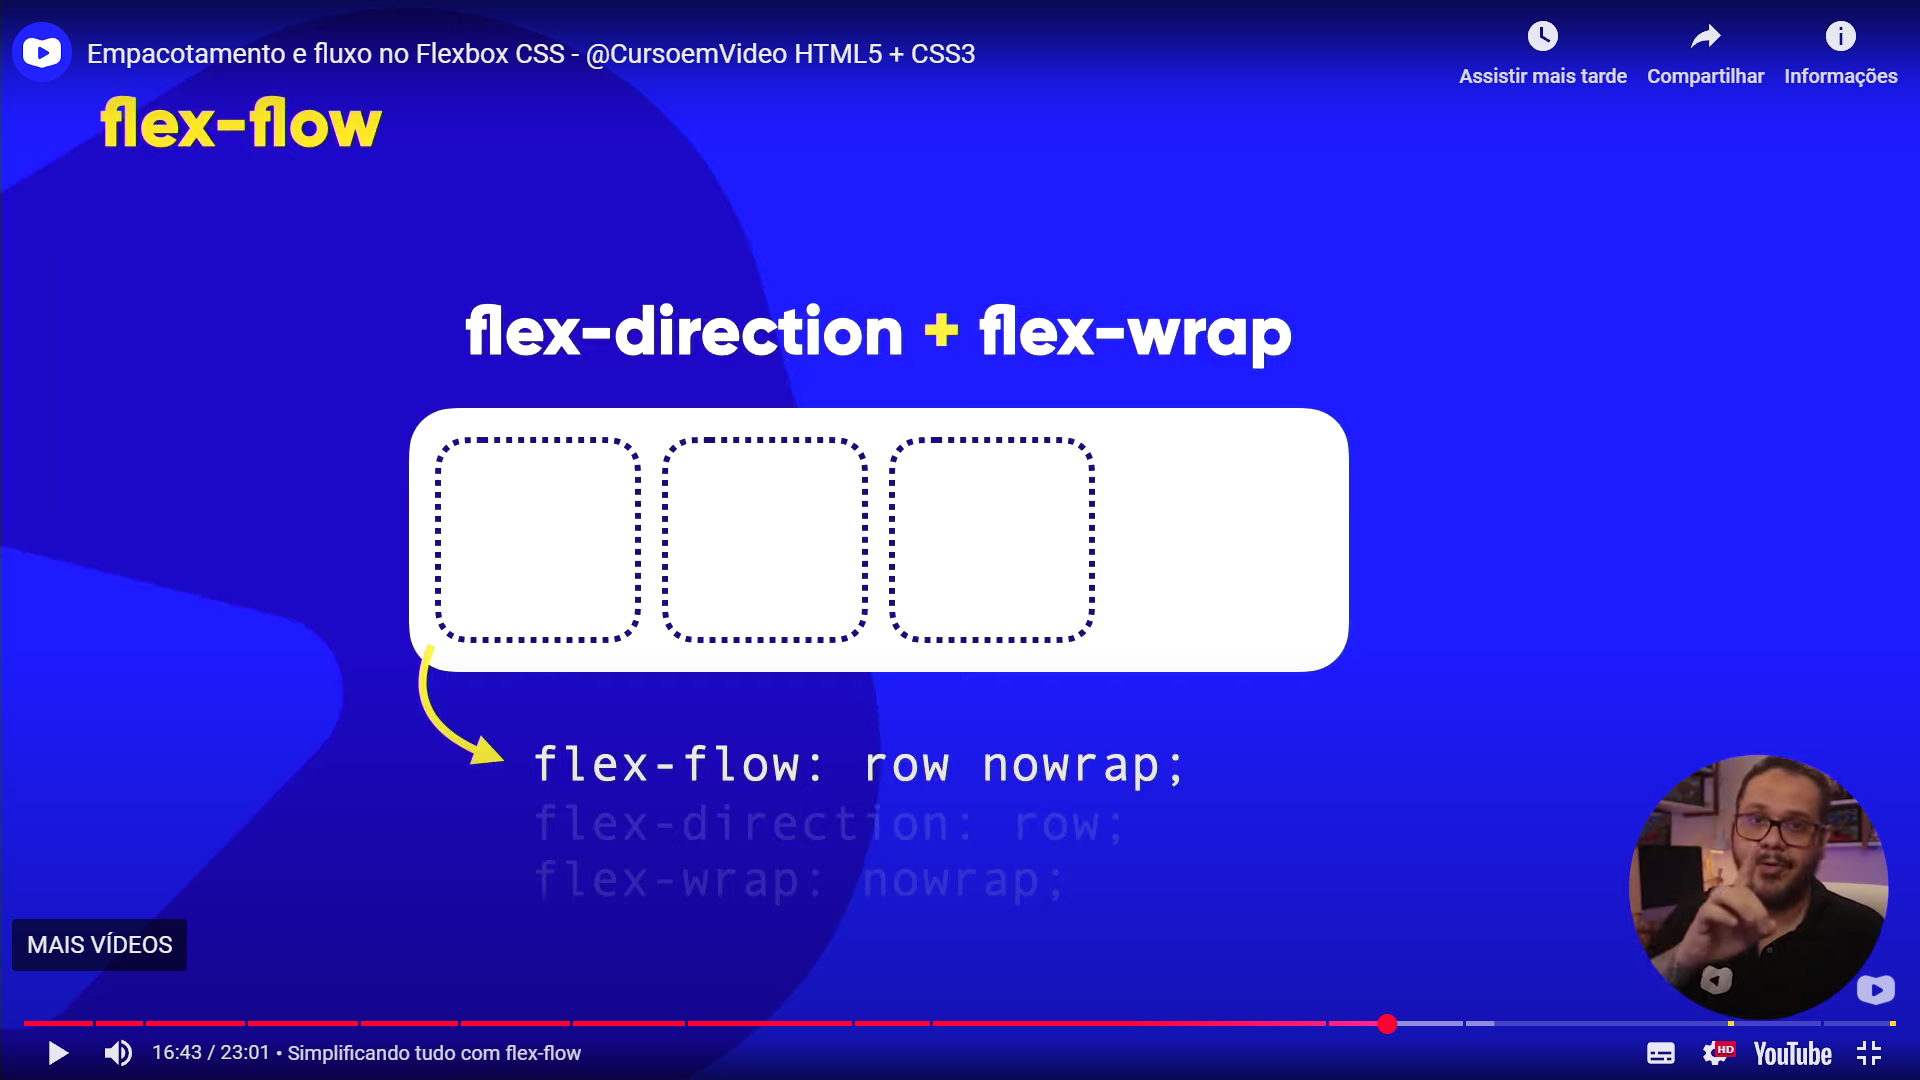 Empacotamento e fluxo no Flexbox CSS - @CursoemVideo HTML5 + CSS3
Assistir mais tarde
Compartilhar
Informações
flex-flow
flex-direction + flex-wrap
flex-flow: row nowrap;
flex-direction: row;
flex-wrap: nowrap;
MAIS VÍDEOS
16:43 / 23:01 • Simplificando tudo com flex-flow
HD
YouTube